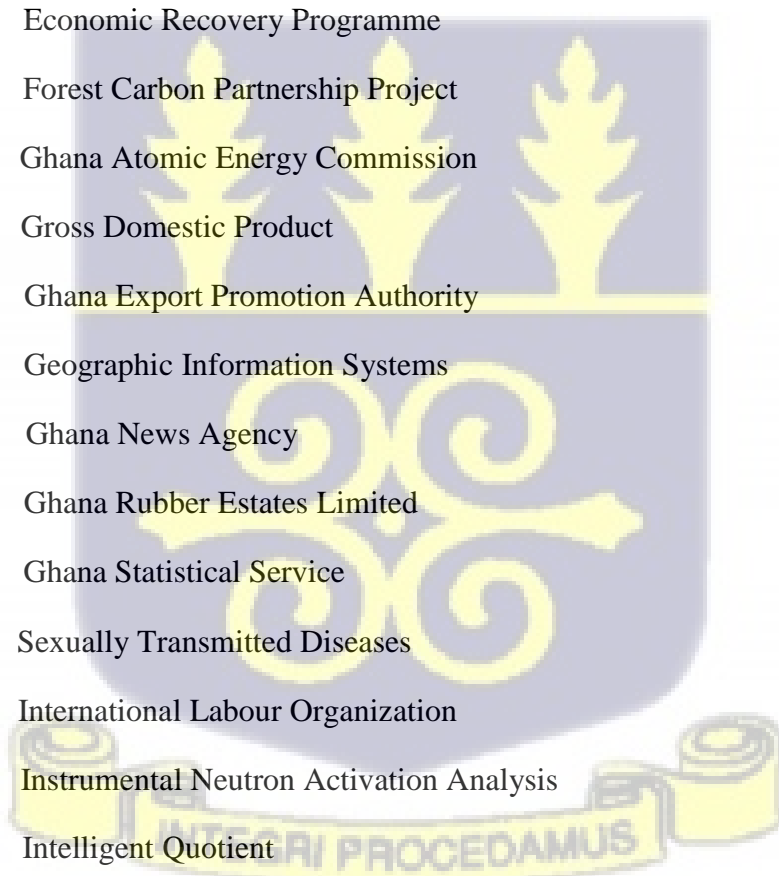 Economic Recovery Programme
Forest Carbon Partnership Project
Ghana Atomic Energy Commission
Gross Domestic Product
Ghana Export Promotion Authority
Geographic Information Systems
Ghana News Agency
Ghana Rubber Estates Limited
Ghana Statistical Service
Sexually Transmitted Diseases
International Labour Organization
Instrumental Neutron Activation Analysis
Intelligent Quotient
INTEGRI PROCEDAMUS